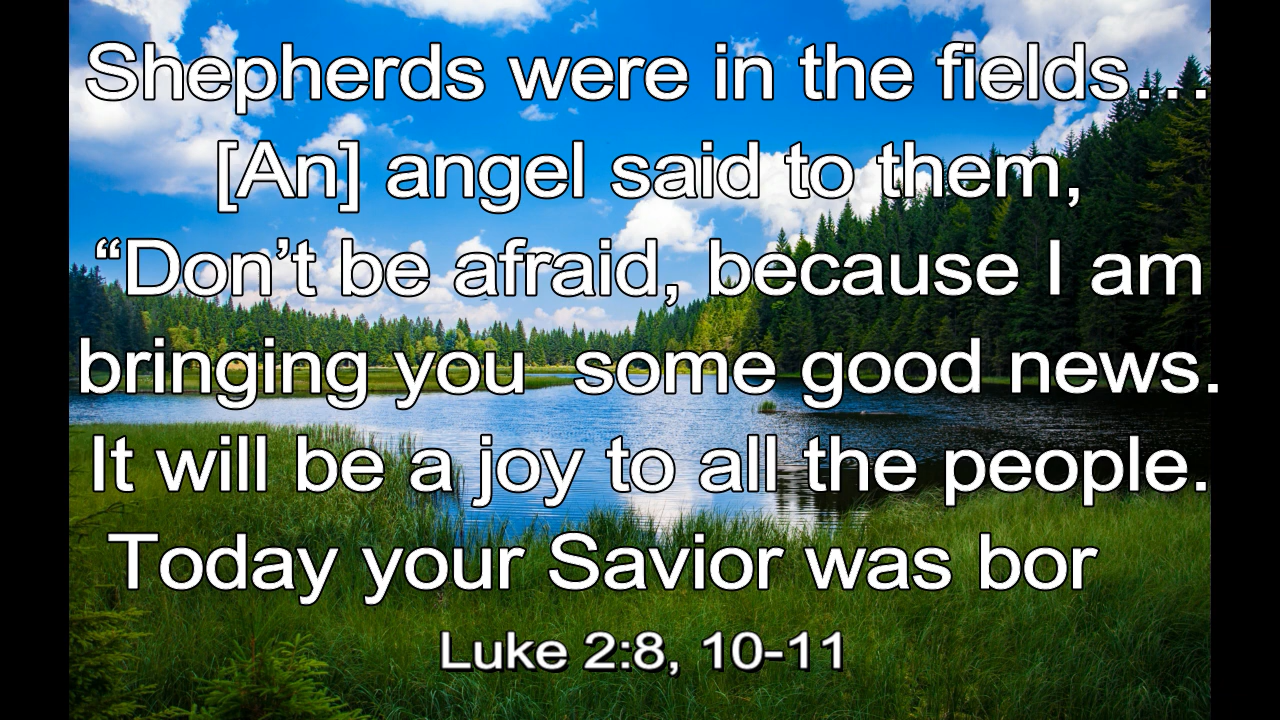 Shepherds were in the fields…
[An] angel said to them,
“Don’t be afraid, because I am
bringing you  some good news.
It will be a joy to all the people.
Today your Savior was bor
Luke 2:8, 10-11